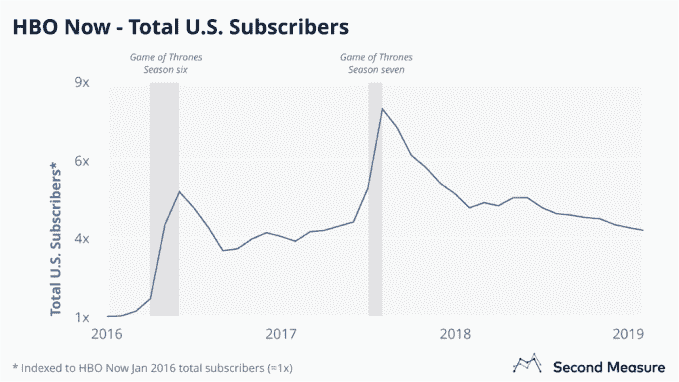 HBO Now - Total U.S. Subscribers
Game of Thrones
Season six
Game of Thrones
Season seven
9x
6x
4x
1x
Total U.S. Subscribers*
2016
2017
2018
2019
* Indexed to HBO Now Jan 2016 total subscribers (=1x)
Second Measure